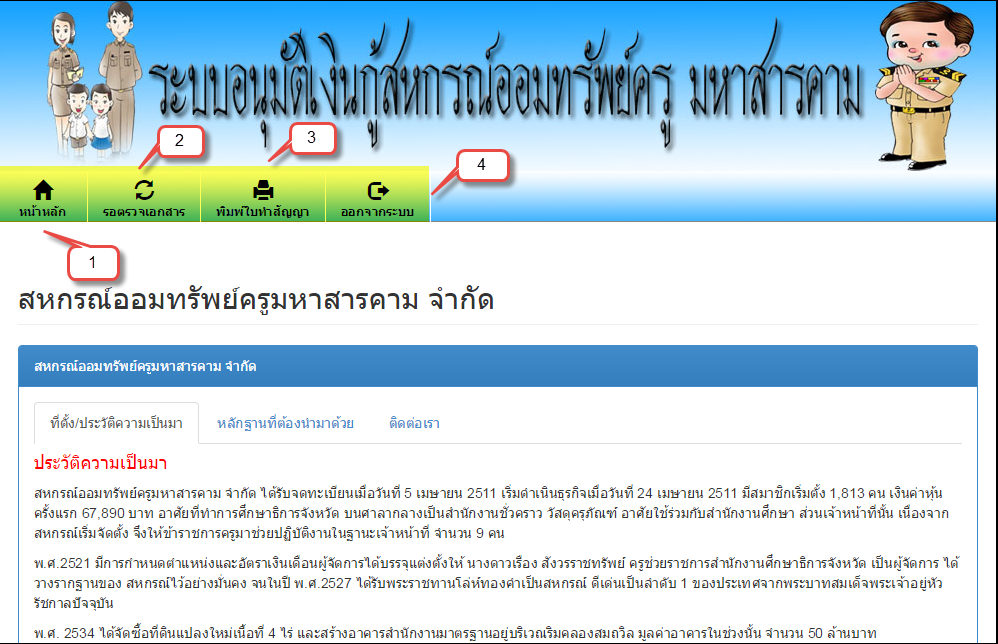 ระบบอนุมัติเงินกู้สหกรณ์ออมทรัพย์ครู มหาสารคาม
2
3
4
หน้าหลัก รอตรวจเอกสาร พิมพ์ใบทำสัญญา ออกจากระบบ
1
สหกรณ์ออมทรัพย์ครูมหาสารคาม จำกัด
สหกรณ์ออมทรัพย์ครูมหาสารคาม จำกัด
ที่ตั้ง/ประวัติความเป็นมา หลักฐานที่ต้องนำมาด้วย ติดต่อเรา
ประวัติความเป็นมา
สหกรณ์ออมทรัพย์ครูมหาสารคาม จำกัด ได้รับจดทะเบียนเมื่อวันที่ 5 เมษายน 2511 เริ่มดำเนินธุรกิจเมื่อวันที่ 24 เมษายน 2511 มีสมาชิกเริ่มตั้ง 1,813 คน เงินค่าหุ้น
ครั้งแรก 67,890 บาท อาศัยที่ทำการศึกษาธิการจังหวัด บนศาลากลางเป็นสำนักงานชั่วคราว วัสดุครุภัณฑ์ อาศัยใช้ร่วมกับสำนักงานศึกษา ส่วนเจ้าหน้าที่นั้น เนื่องจาก
สหกรณ์เริ่มจัดตั้ง จึงให้ข้าราชการครูมาช่วยปฏิบัติงานในฐานะเจ้าหน้าที่ จำนวน 9 คน
พ.ศ.2521 มีการกำหนดตำแหน่งและอัตราเงินเดือนผู้จัดการได้บรรจุแต่งตั้งให้ นางดาวเรือง สังวรราชทรัพย์ ครูช่วยราชการสำนักงานศึกษาธิการจังหวัด เป็นผู้จัดการ ได้
วางรากฐานของ สหกรณ์ไว้อย่างมั่นคง จนในปี พ.ศ.2527 ได้รับพระราชทานโล่ห์ทองคำเป็นสหกรณ์ ดีเด่นเป็นลำดับ 1 ของประเทศจากพระบาทสมเด็จพระเจ้าอยู่หัว
รัชกาลปัจจุบัน
พ.ศ. 2534 ได้จัดซื้อที่ดินแปลงใหม่เนื้อที่ 4 ไร่ และสร้างอาคารสำนักงานมาตรฐานอยู่บริเวณริมคลองสมถวิล มูลค่าอาคารในช่วงนั้น จำนวน 50 ล้านบาท